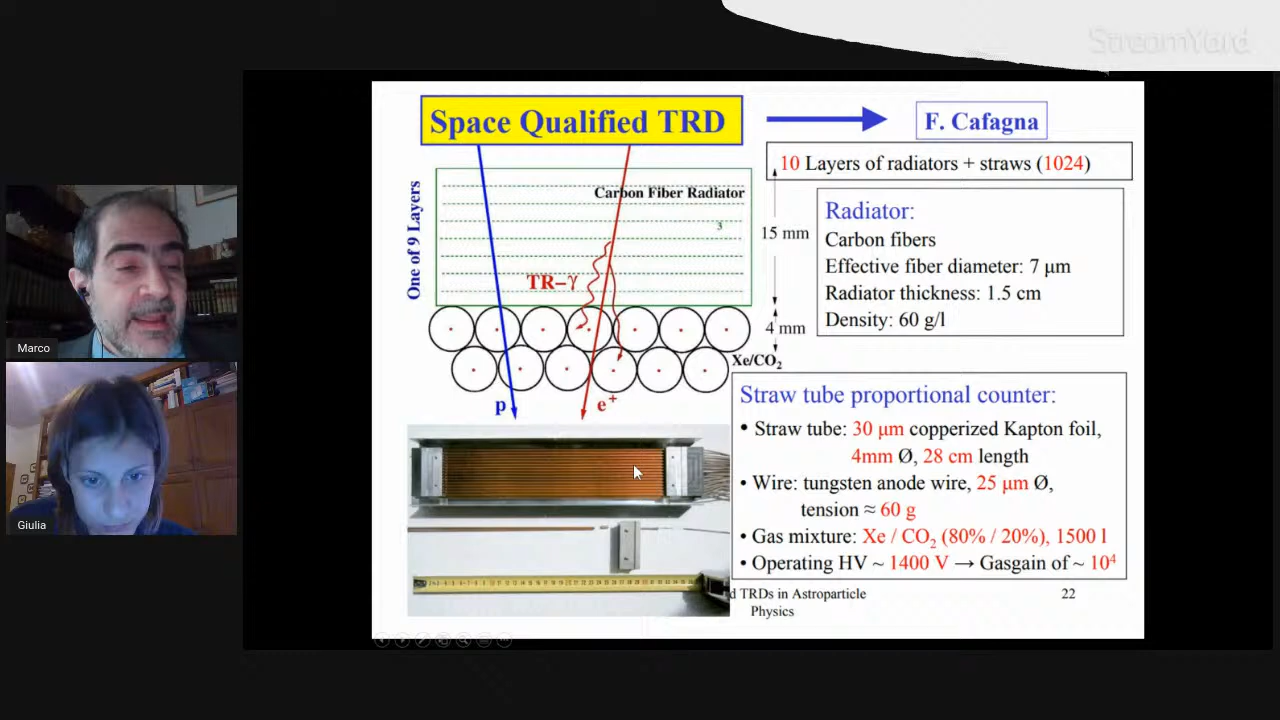 StreamYard
Space Qualified TRD
F. Cafagna
10 Layers of radiators + straws (1024)
One of 9 Layers
Carbon Fiber Radiator
3
15 mm
TR-γ
4 mm
Xe/CO2
p
e+
Radiator:
Carbon fibers
Effective fiber diameter: 7 μm
Radiator thickness: 1.5 cm
Density: 60 g/l
Straw tube proportional counter:
• Straw tube: 30 μm copperized Kapton foil,
4mm Ø, 28 cm length
• Wire: tungsten anode wire, 25 μm Ø,
tension ≈ 60 g
• Gas mixture: Xe / CO2 (80% / 20%), 1500 l
• Operating HV ~ 1400 V → Gasgain of ~ 10⁴
d TRDs in Astroparticle
Physics
22
Marco
Giulia